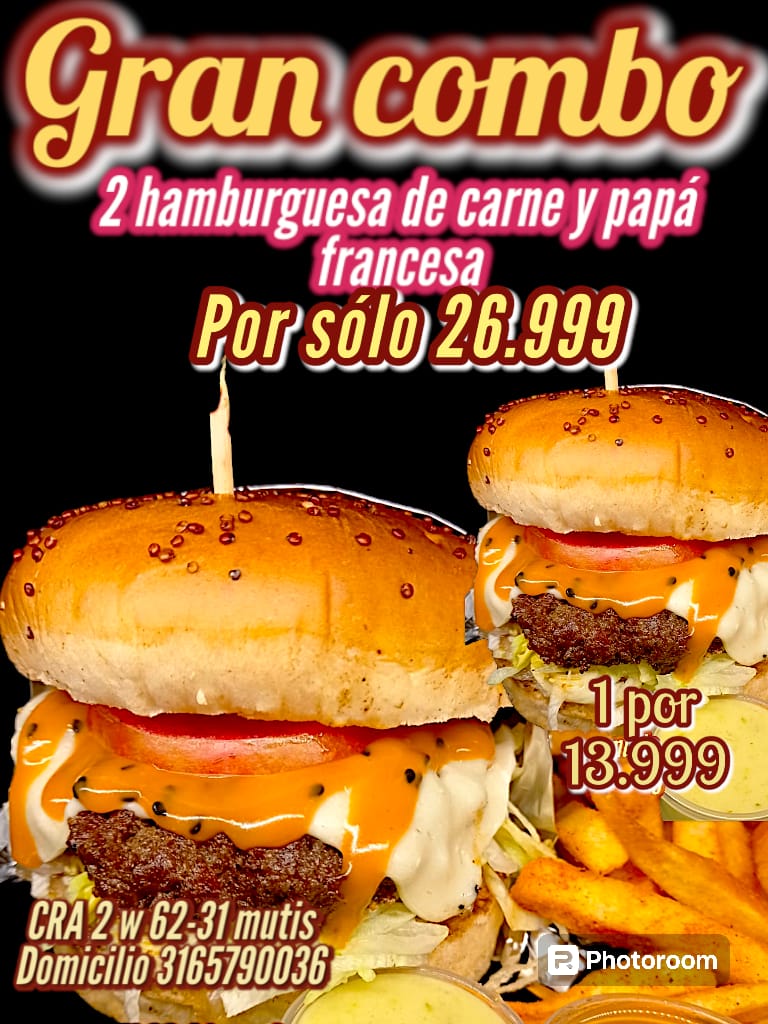 Gran combo
2 hamburguesa de carne y papá
francesa
Por sólo 26.999
1 por
13.999
CRA 2 w 62-31 mutis
Domicilio 3165790036
Photoroom